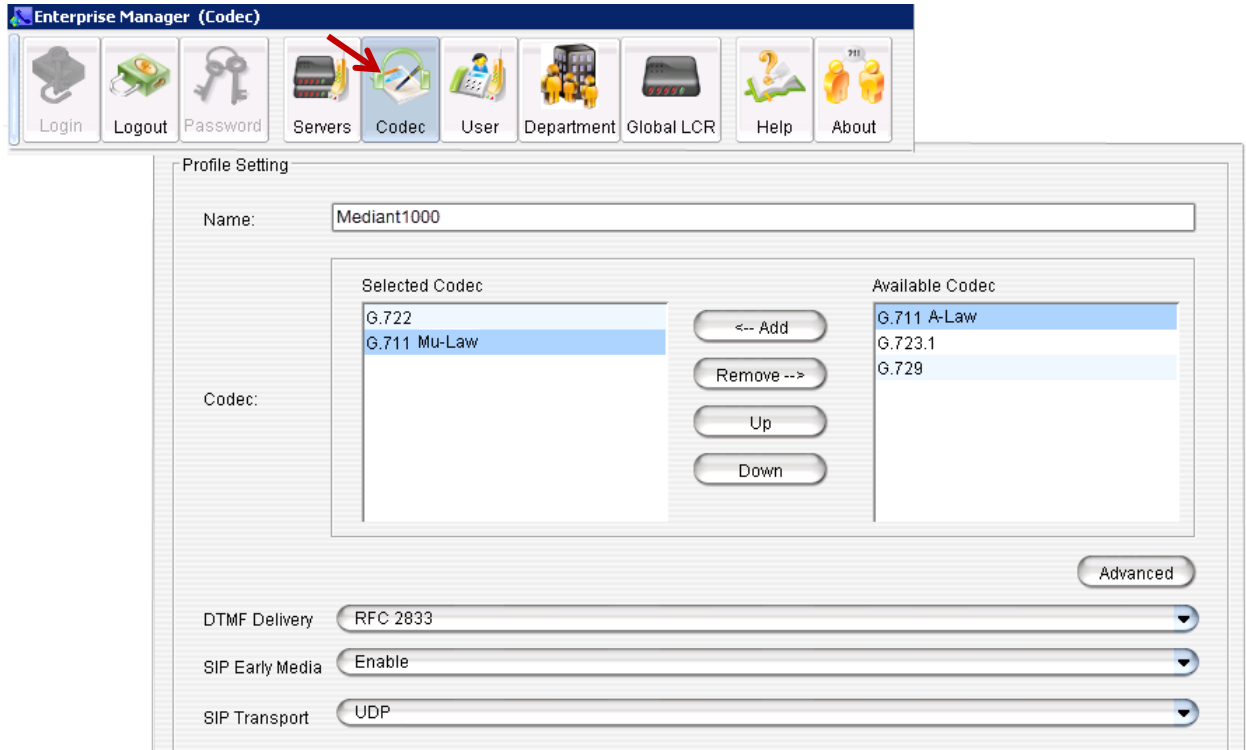 Enterprise Manager (Codec)
?!!
Login Logout Password Servers Codec User Department Global LCR Help About
Profile Setting
Name: Mediant1000
Selected Codec Available Codec
G.722 <-- Add G.711 A-Law
G.711 Mu-Law G.723.1
Remove --> G.729
Codec:
Up
Down
Advanced
DTMF Delivery RFC 2833
SIP Early Media Enable
SIP Transport UDP